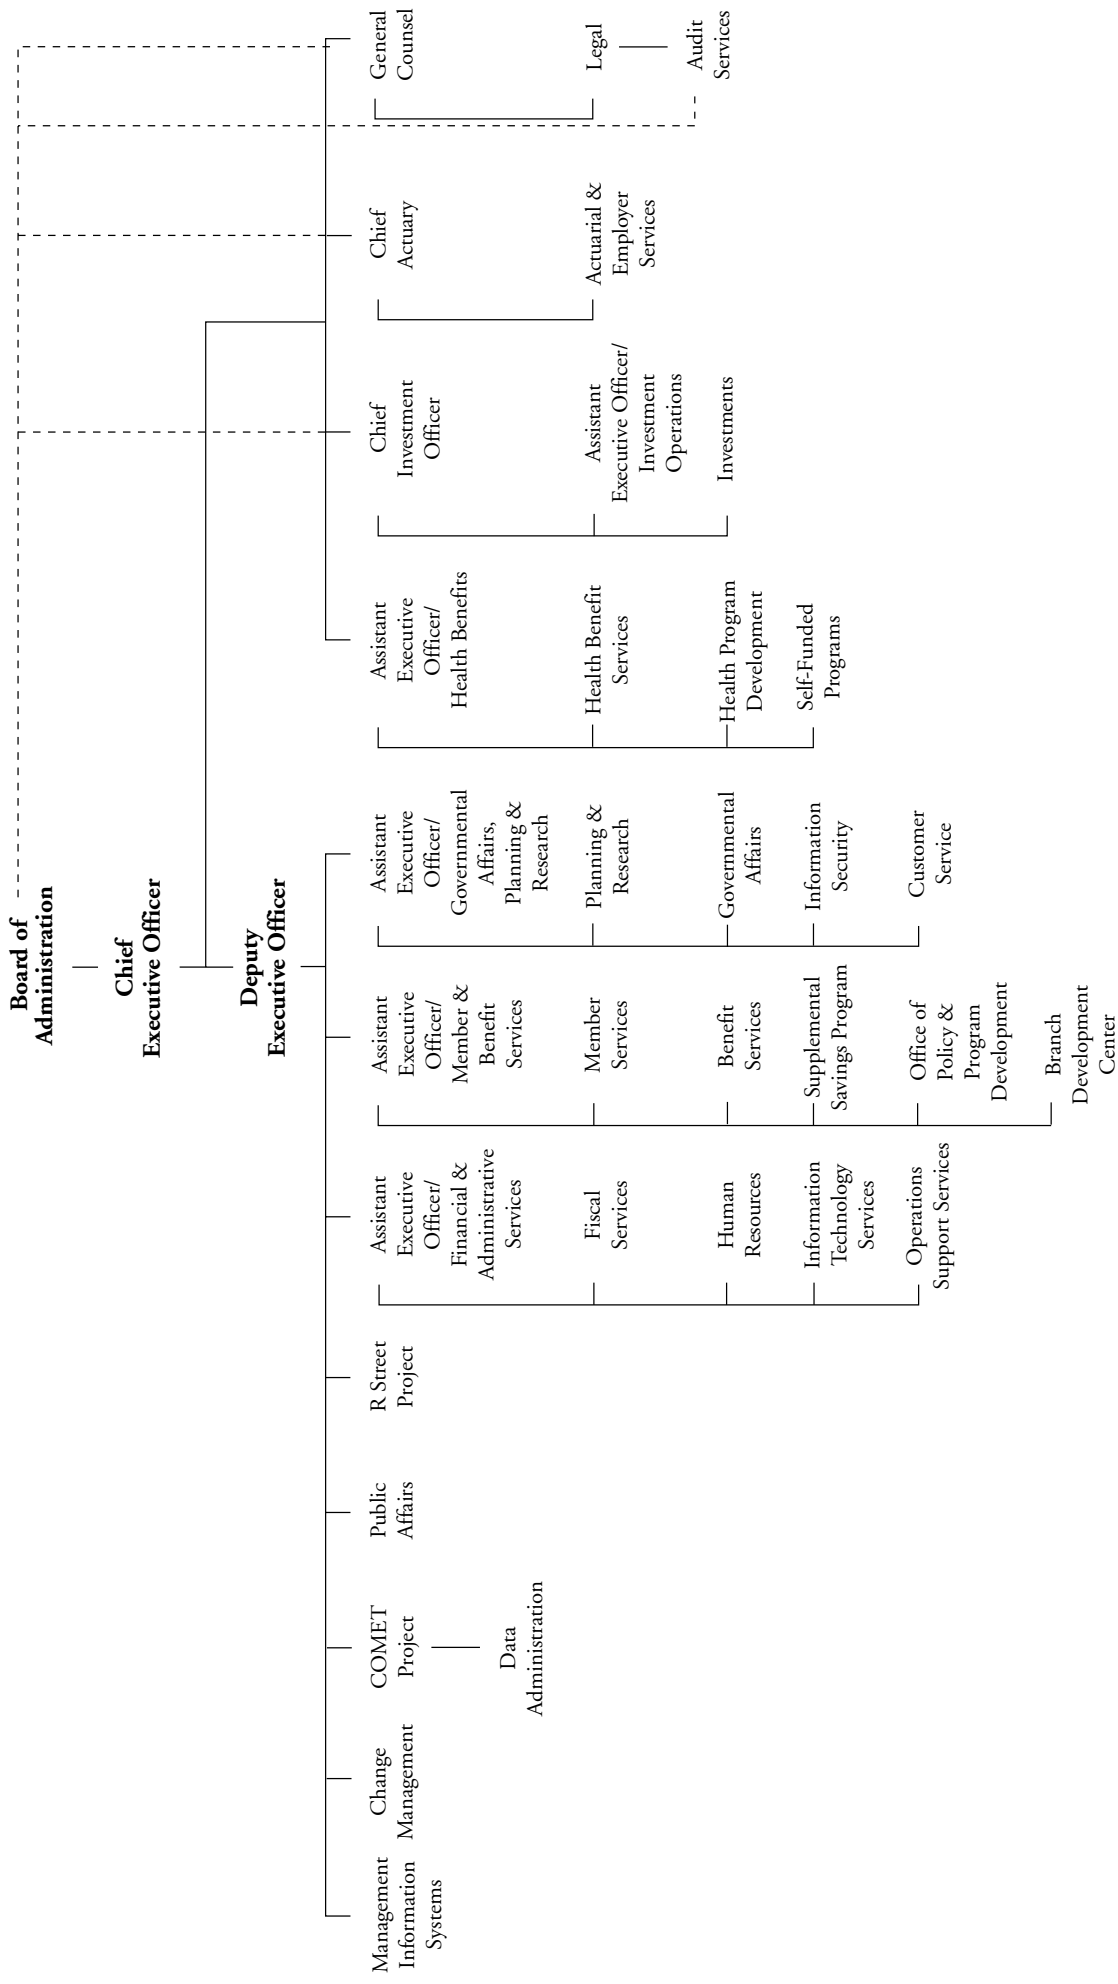 Board of
Administration
Chief
Executive Officer
Deputy
Executive Officer
Management
Information
Systems
Change
Management
COMET
Project
Data
Administration
Public
Affairs
R Street
Project
Assistant
Executive
Officer/
Financial &
Administrative
Services
Fiscal
Services
Human
Resources
Information
Technology
Services
Operations
Support Services
Assistant
Executive
Officer/
Member &
Benefit
Services
Member
Services
Benefit
Services
Supplemental
Savings Program
Office of
Policy &
Program
Development
Branch
Development
Center
Assistant
Executive
Officer/
Governmental
Affairs,
Planning &
Research
Planning &
Research
Governmental
Affairs
Information
Security
Customer
Service
Assistant
Executive
Officer/
Health Benefits
Health Benefit
Services
Health Program
Development
Self-Funded
Programs
Chief
Investment
Officer
Assistant
Executive Officer/
Investment
Operations
Investments
Chief
Actuary
Actuarial &
Employer
Services
General
Counsel
Legal
Audit
Services